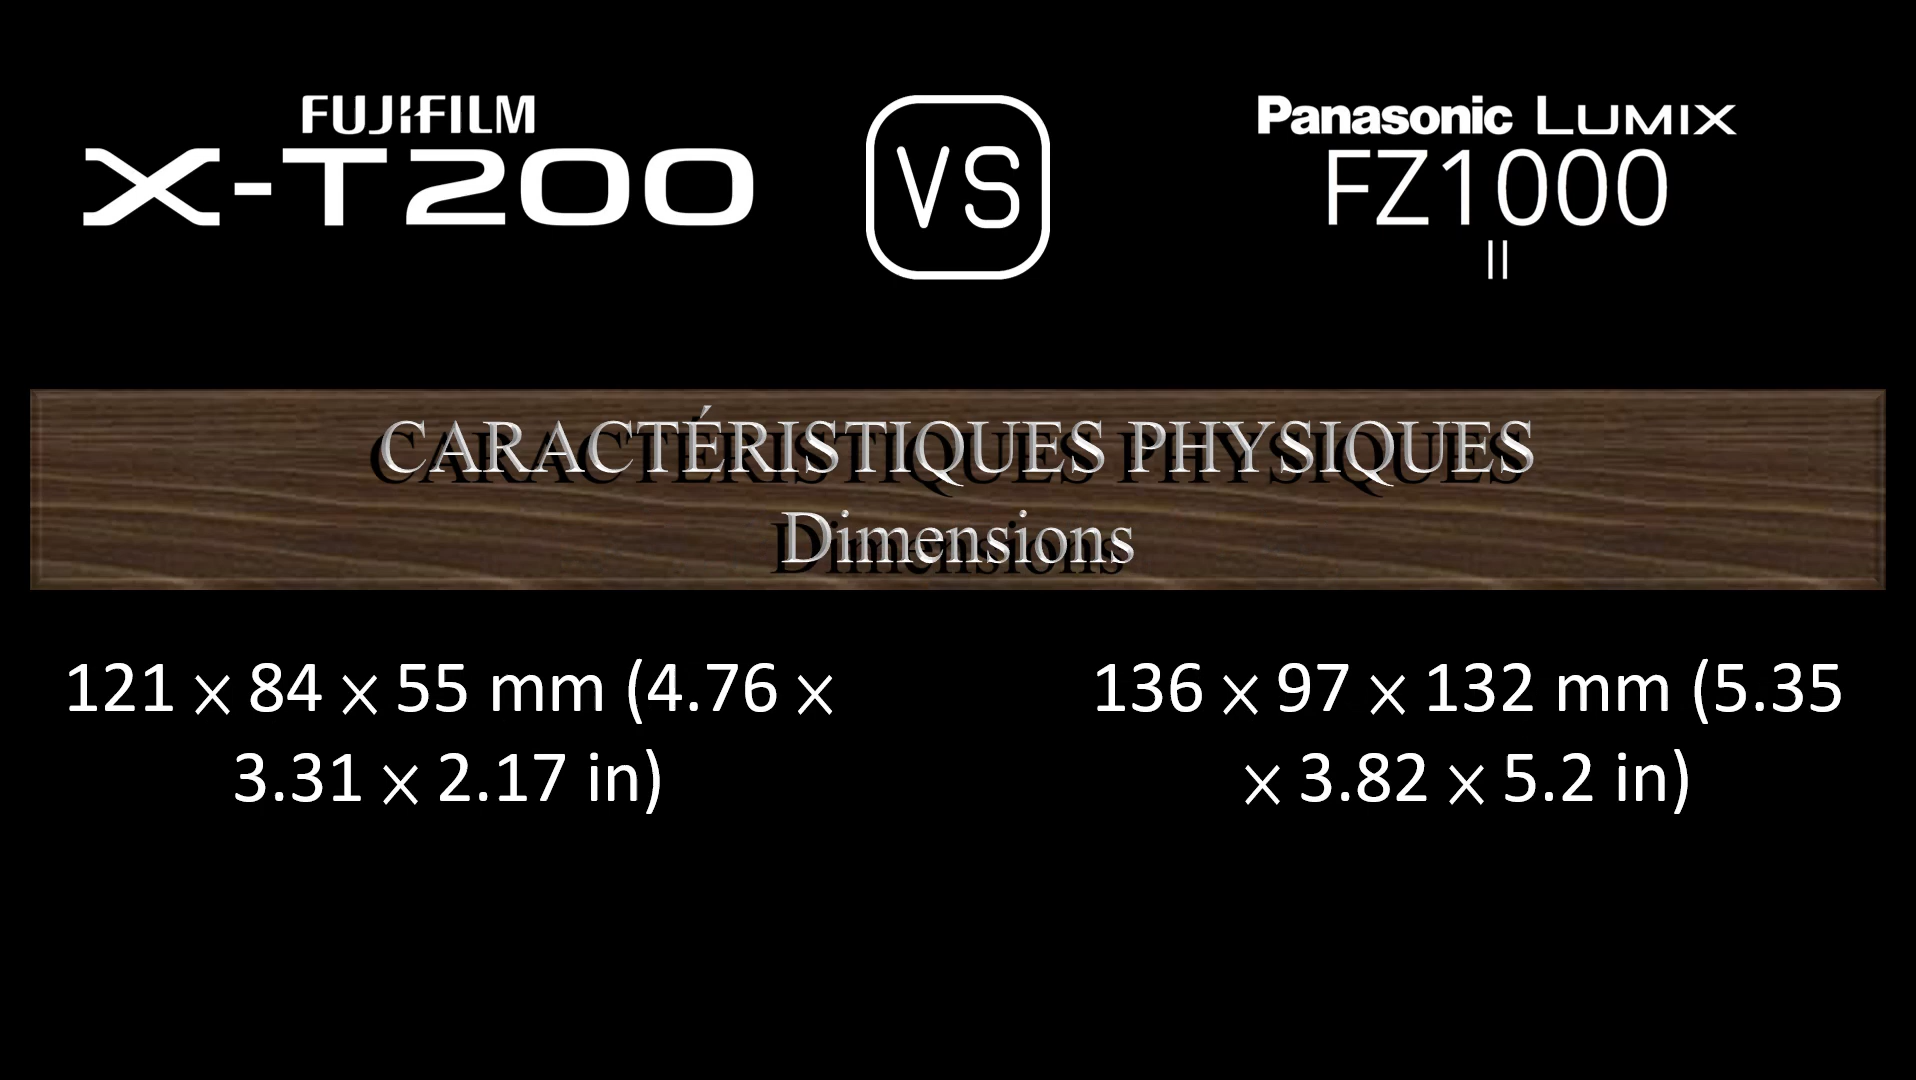 FUJIFILM
X-T200
VS
Panasonic LUMIX
FZ1000
II
CARACTÉRISTIQUES PHYSIQUES
Dimensions
121 x 84 x 55 mm (4.76 x
3.31 x 2.17 in)
136 x 97 x 132 mm (5.35
x 3.82 x 5.2 in)